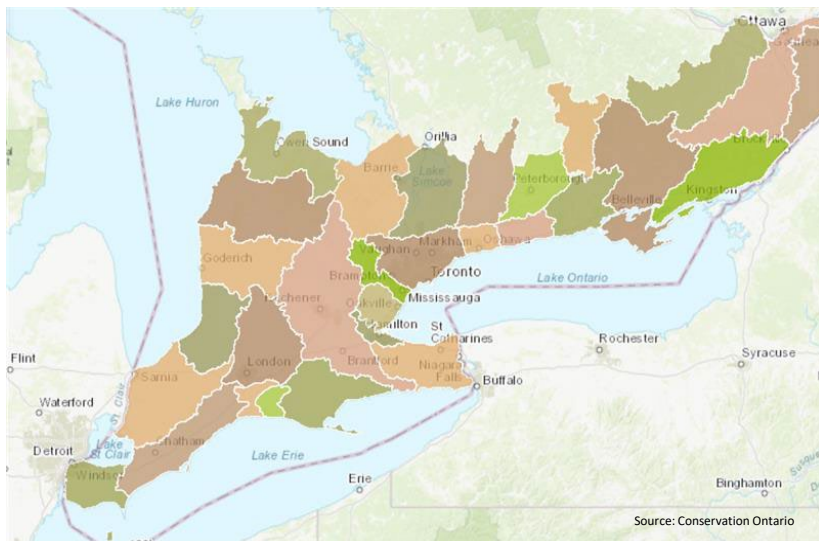 Ottawa
Lake Huron
Owen Sound
Orillia
Barrie
Lake
Simcoe
Peterborough
Belleville
Kingston
Goderich
Vaughan
Markham
Oshawa
Brampton
Toronto
Lake Ontario
Mississauga
Oakville
Hamilton
St
Catharines
Rochester
Syracuse
Flint
Brantford
London
Niagara
Falls
Buffalo
Sarnia
Waterford
St. Clair
Detroit
Lake
St Clair
Chatham
Lake Erie
Windsor
Erie
Binghamton
Source: Conservation Ontario